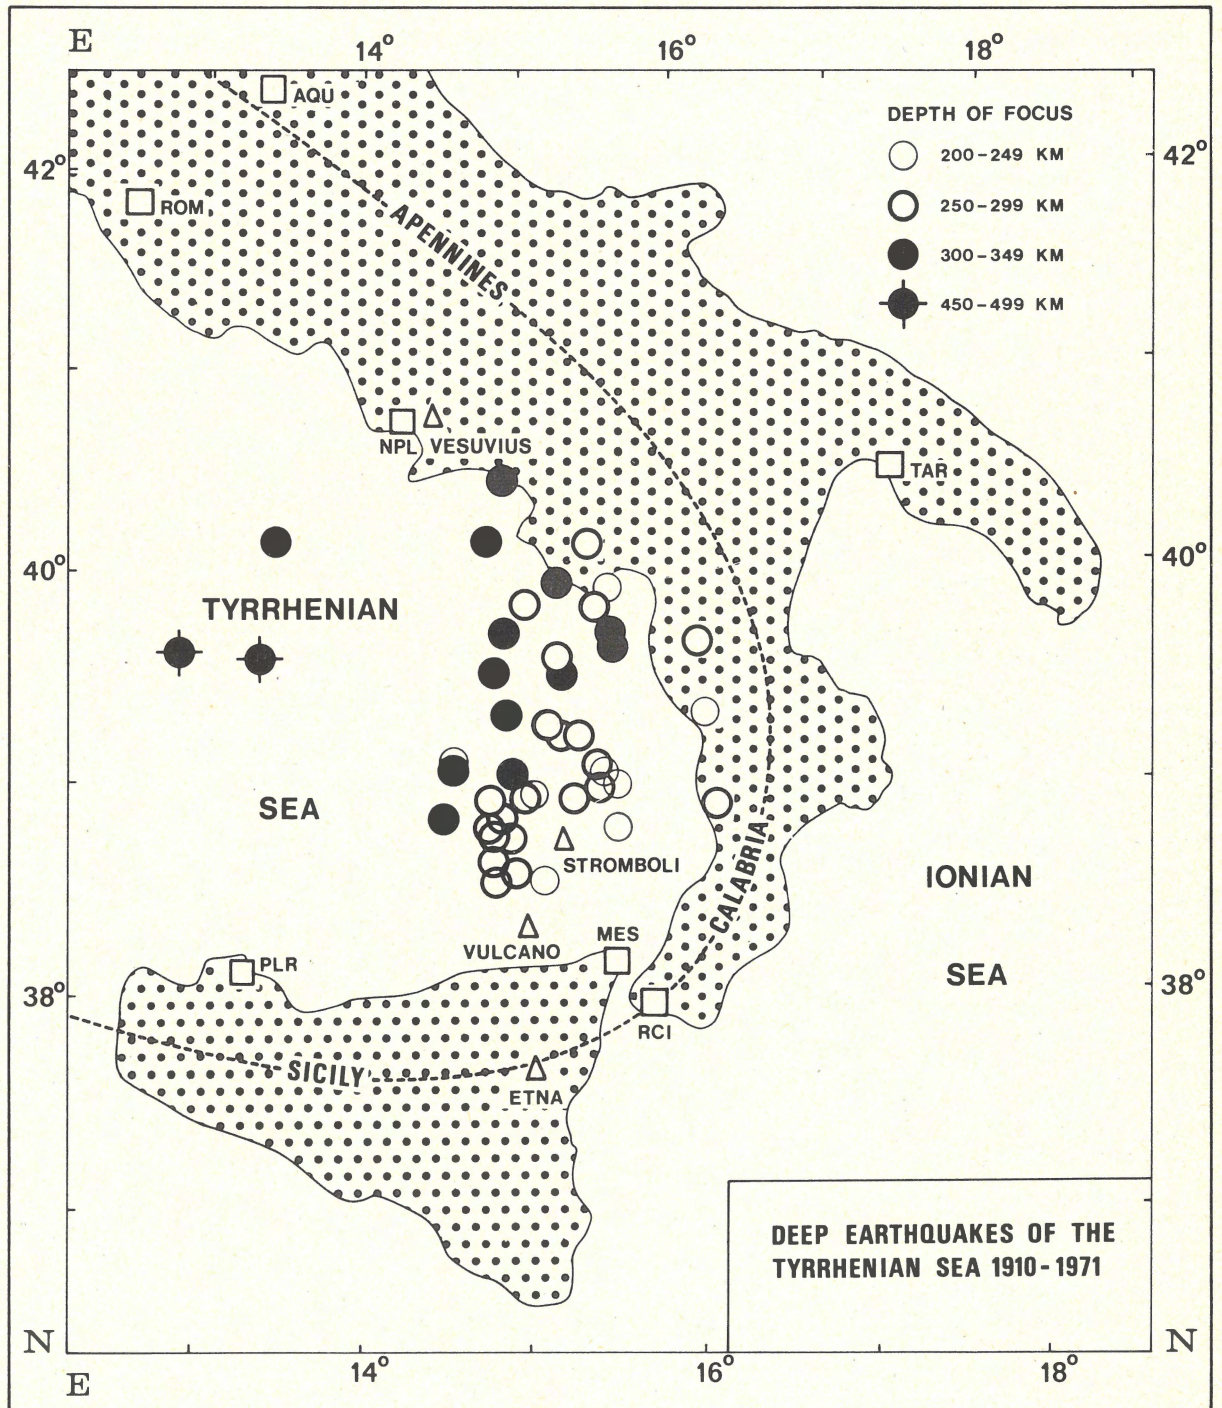 E
14° 16° 18°
AQU
DEPTH OF FOCUS
200-249 KM
250-299 KM
300-349 KM
450-499 KM
42° 42°
ROM
APENNINES
NPL VESUVIUS
TAR
40° 40°
TYRRHENIAN
SEA
STROMBOLI
CALABRIA
IONIAN
SEA
VULCANO
MES
PLR
38° 38°
RCI
SICILY
ETNA
DEEP EARTHQUAKES OF THE
TYRRHENIAN SEA 1910-1971
N N
14° 16° 18°
E